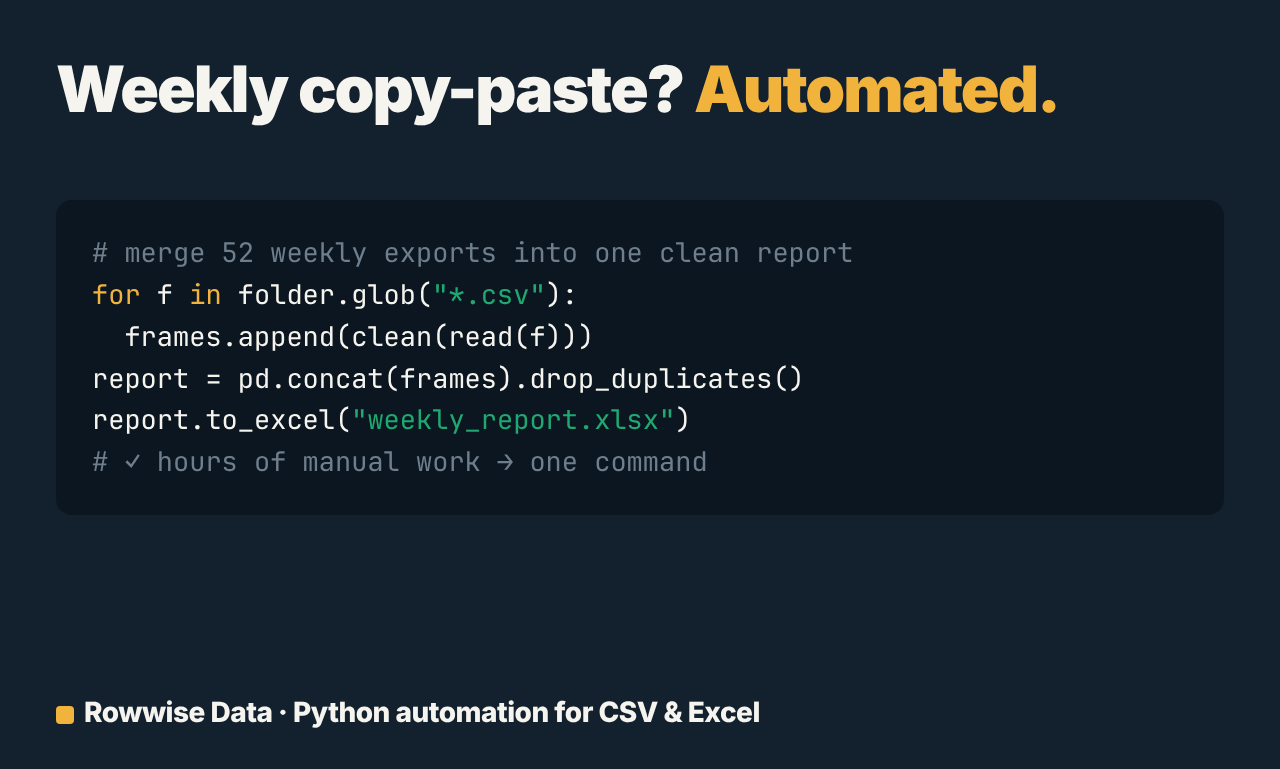 Weekly copy-paste? Automated.
# merge 52 weekly exports into one clean report
for f in folder.glob("*.csv"):
  frames.append(clean(read(f)))
report = pd.concat(frames).drop_duplicates()
report.to_excel("weekly_report.xlsx")
# ✓ hours of manual work → one command
Rowwise Data · Python automation for CSV & Excel